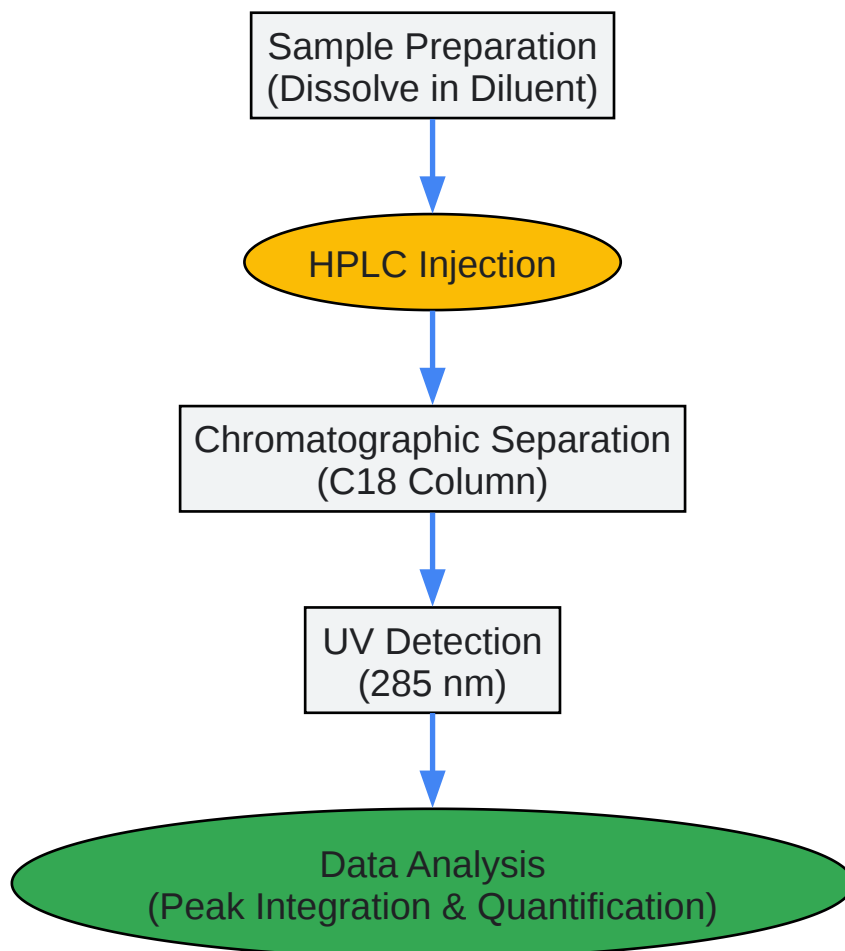 Sample Preparation
(Dissolve in Diluent)
HPLC Injection
Chromatographic Separation
(C18 Column)
UV Detection
(285 nm)
Data Analysis
(Peak Integration & Quantification)